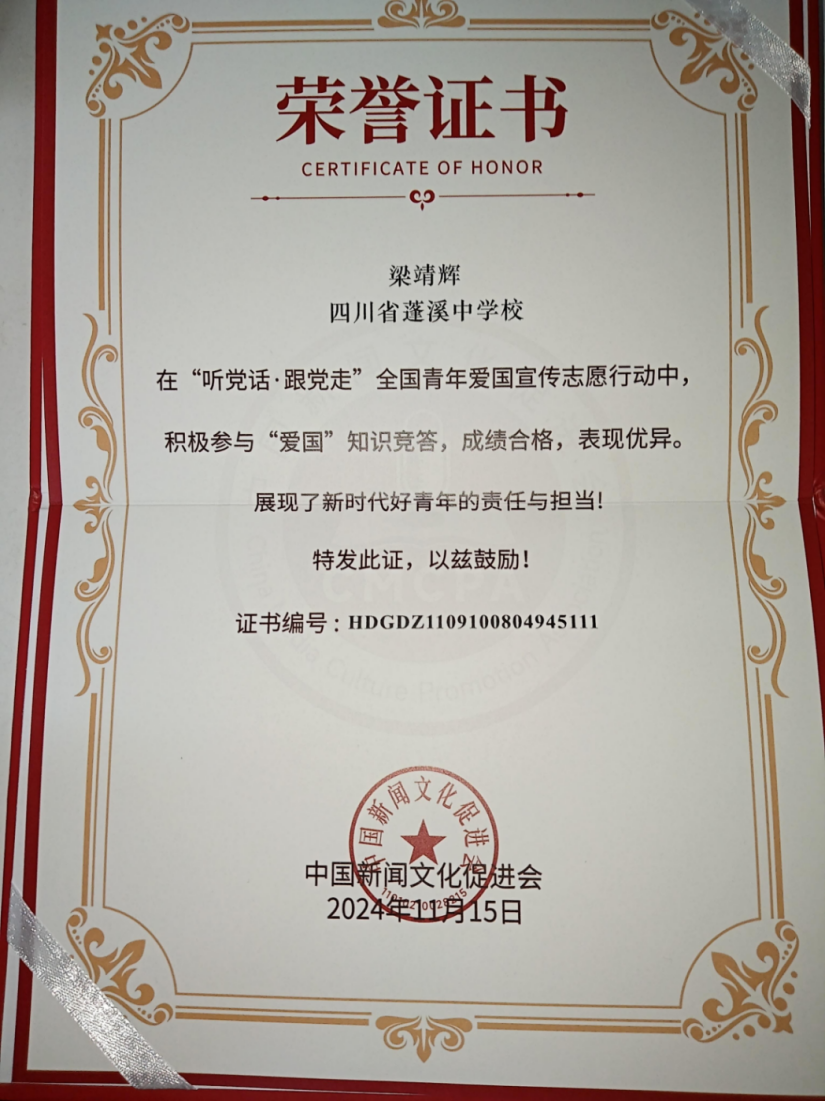 荣誉证书
CERTIFICATE OF HONOR
梁靖辉
四川省蓬溪中学校
在“听党话·跟党走”全国青年爱国宣传志愿行动中，
积极参与“爱国”知识竞答，成绩合格，表现优异。
展现了新时代好青年的责任与担当!
特发此证，以兹鼓励！
证书编号：HDGDZ1109100804945111
CMCPA
中国新闻文化促进会
中国新闻文化促进会
2024年11月15日